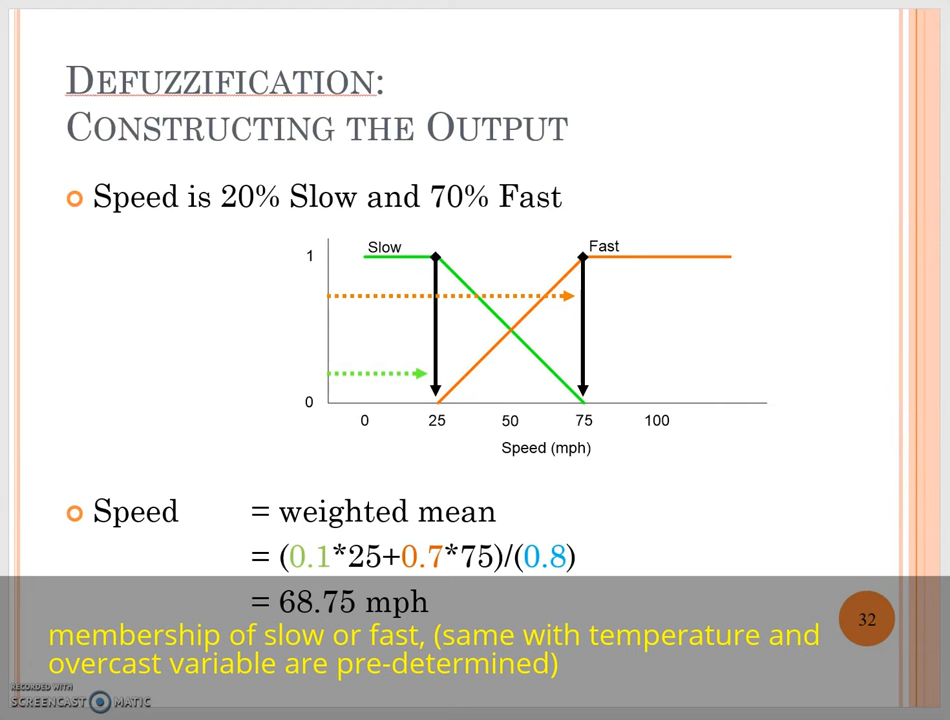 DEFUZZIFICATION:
CONSTRUCTING THE OUTPUT
Speed is 20% Slow and 70% Fast
Slow
Fast
1
0
0 25 50 75 100
Speed (mph)
Speed = weighted mean
= (0.1*25+0.7*75)/(0.8)
= 68.75 mph
32
membership of slow or fast, (same with temperature and
overcast variable are pre-determined)
RECORDED WITH
SCREENCAST MATIC